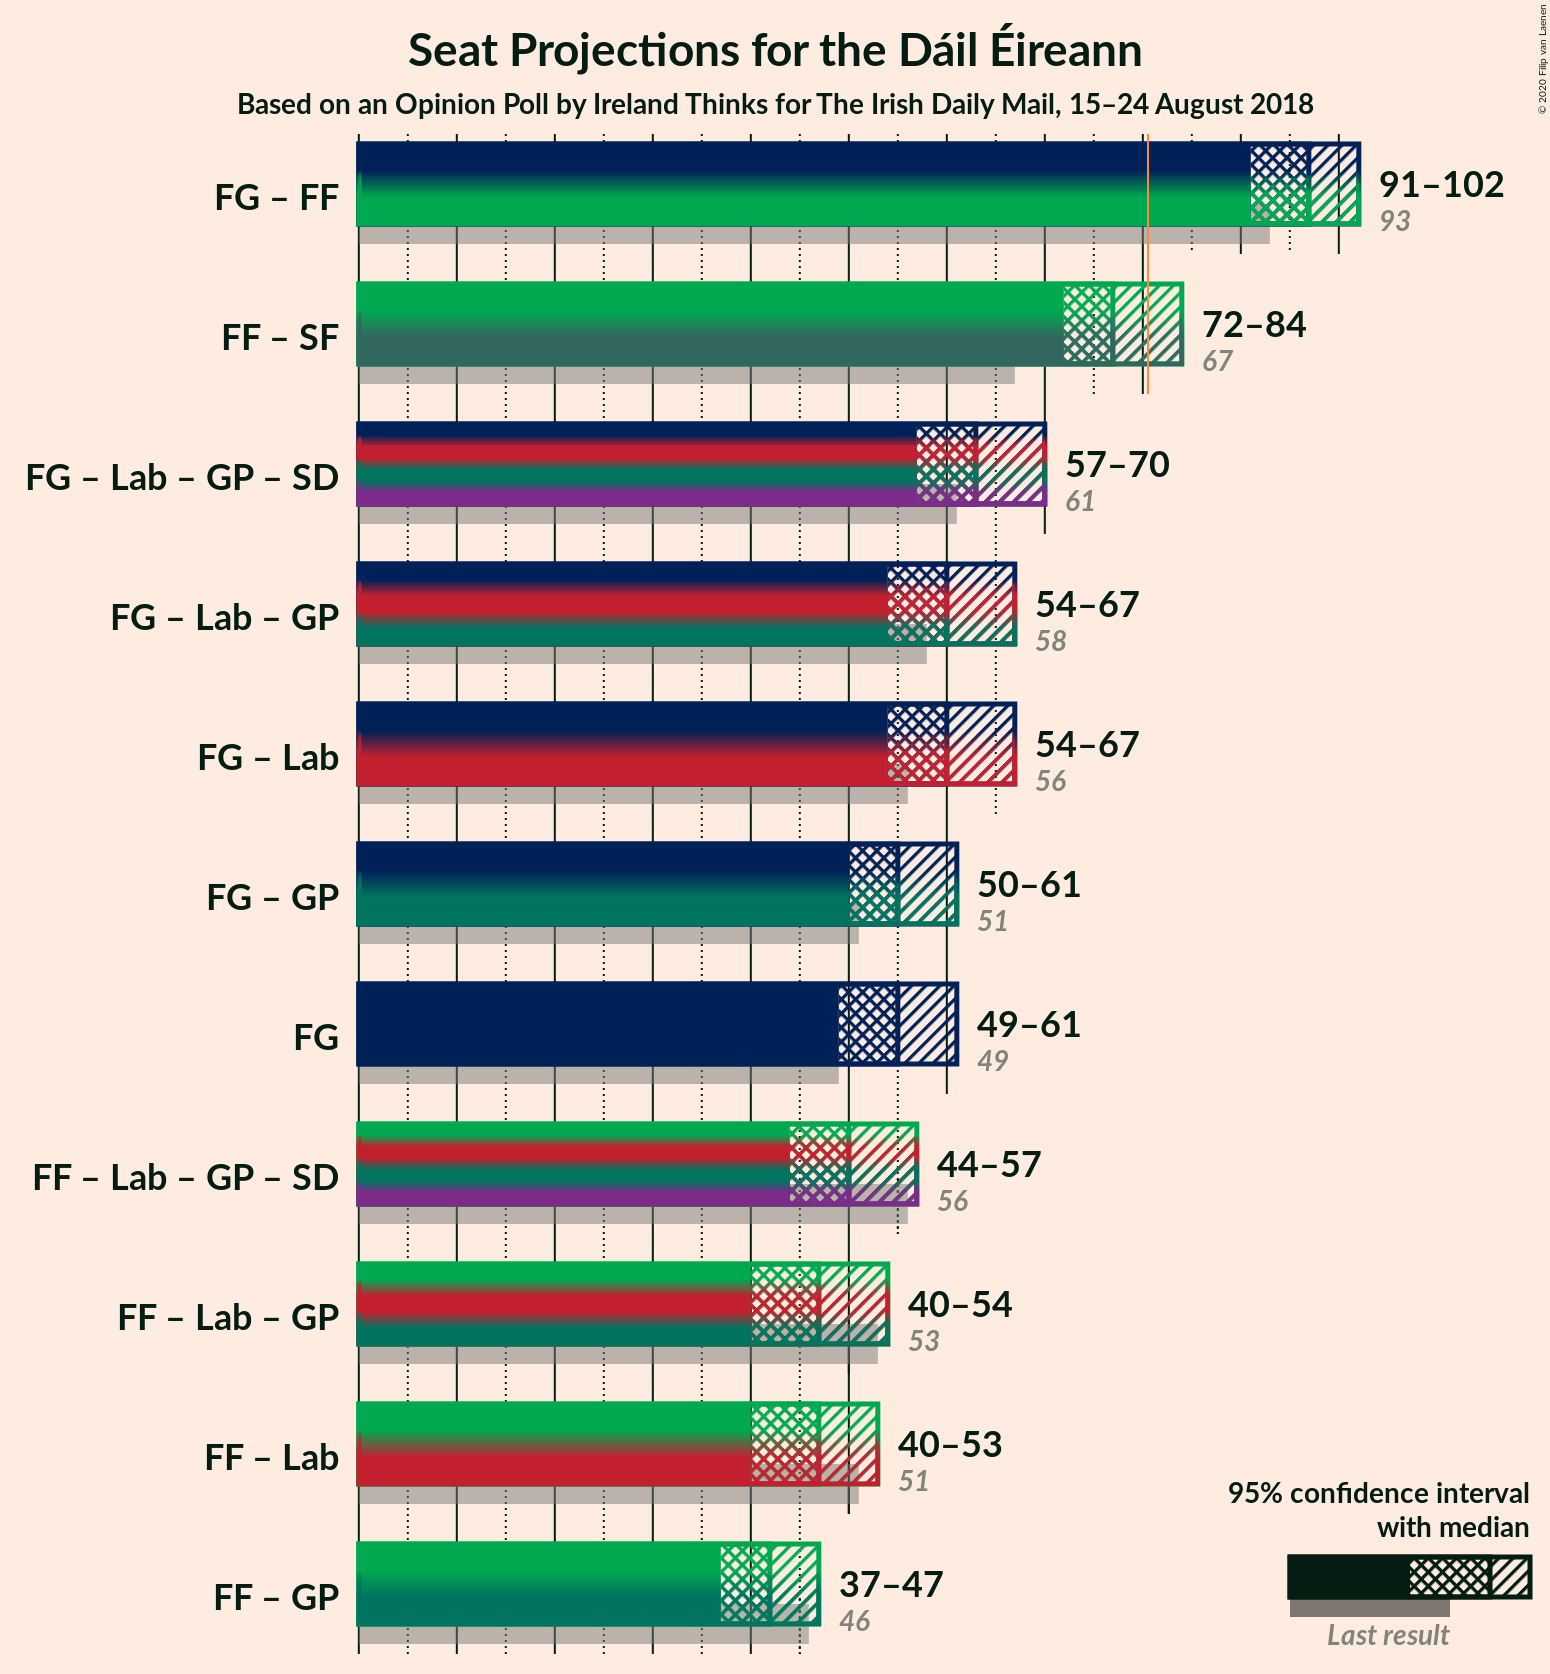 Seat Projections for the Dáil Éireann
Based on an Opinion Poll by Ireland Thinks for The Irish Daily Mail, 15–24 August 2018
© 2020 Filip van Laenen
FG – FF
91–102
93
FF – SF
72–84
67
FG – Lab – GP – SD
57–70
61
FG – Lab – GP
54–67
58
FG – Lab
54–67
56
FG – GP
50–61
51
FG
49–61
49
FF – Lab – GP – SD
44–57
56
FF – Lab – GP
40–54
53
FF – Lab
40–53
51
FF – GP
37–47
46
95% confidence interval
with median
Last result